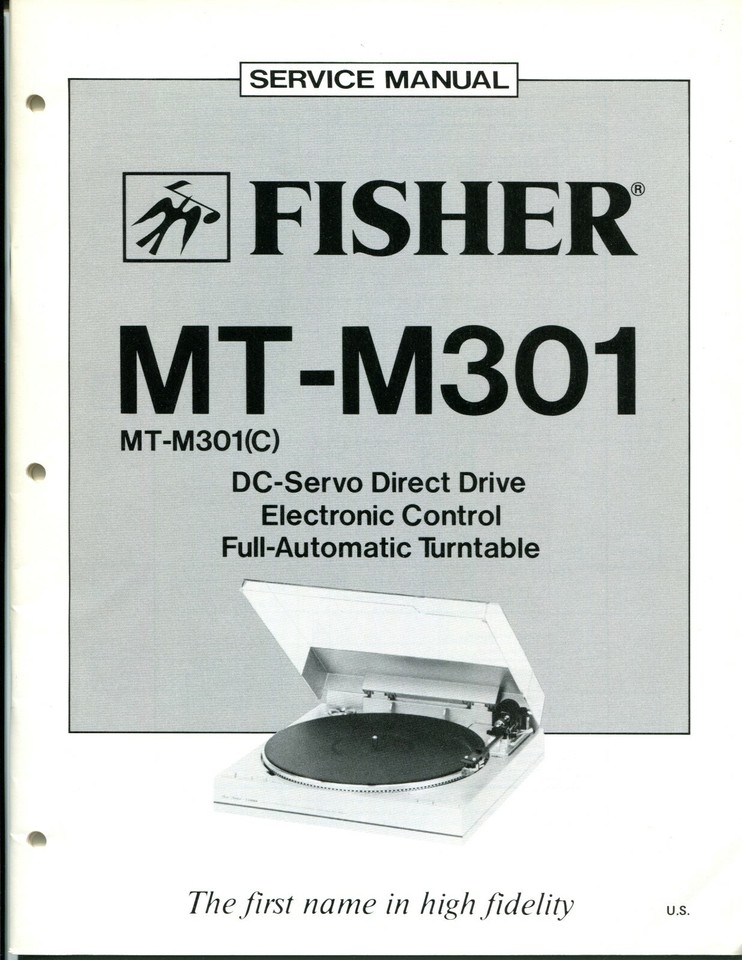 SERVICE MANUAL
FISHER®
MT-M301
MT-M301(C)
DC-Servo Direct Drive
Electronic Control
Full-Automatic Turntable
The first name in high fidelity
U.S.